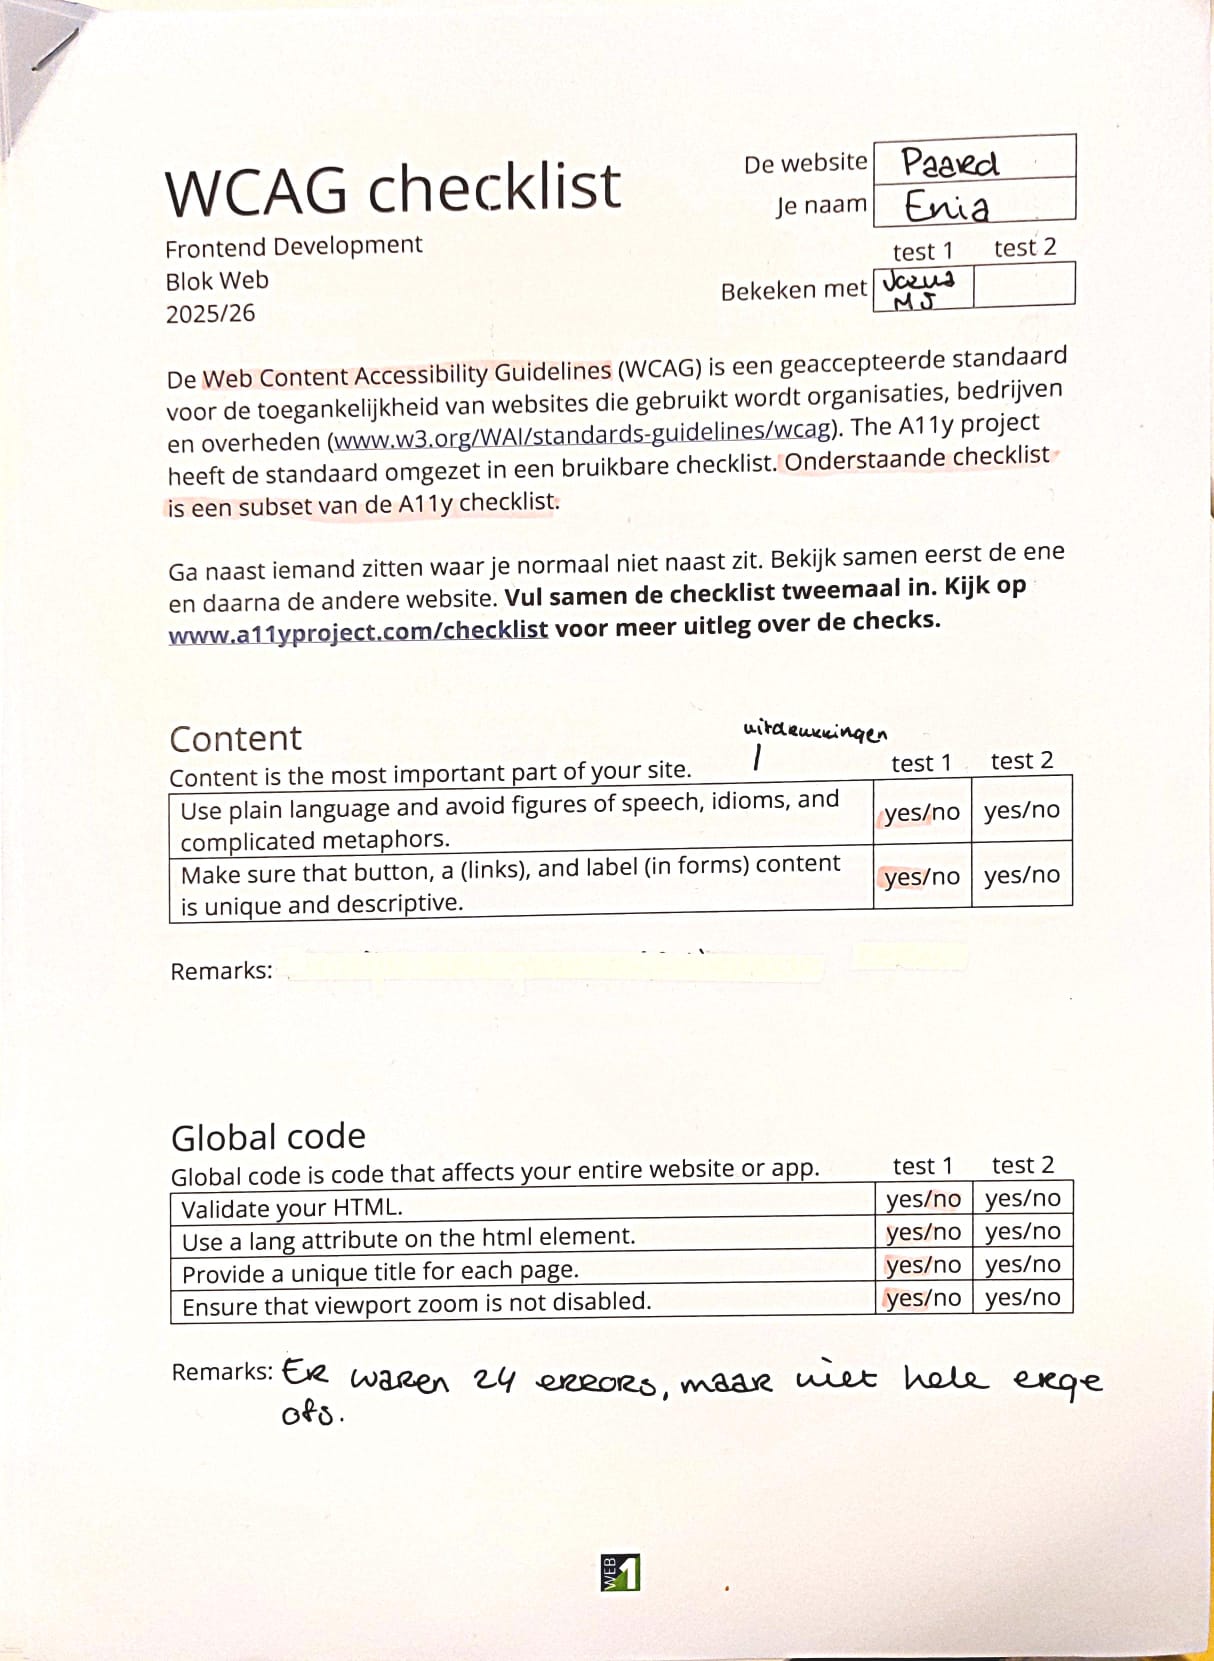 WCAG checklist
Frontend Development
Blok Web
2025/26
De website Paard
Je naam Enia
test 1 test 2
Bekeken met
MJ
De Web Content Accessibility Guidelines (WCAG) is een geaccepteerde standaard
voor de toegankelijkheid van websites die gebruikt wordt organisaties, bedrijven
en overheden (www.w3.org/WAI/standards-guidelines/wcag). The A11y project
heeft de standaard omgezet in een bruikbare checklist. Onderstaande checklist
is een subset van de A11y checklist.
Ga naast iemand zitten waar je normaal niet naast zit. Bekijk samen eerst de ene
en daarna de andere website. Vul samen de checklist tweemaal in. Kijk op
www.a11yproject.com/checklist voor meer uitleg over de checks.
uitdrukkingen
Content
Content is the most important part of your site. test 1 test 2
Use plain language and avoid figures of speech, idioms, and
complicated metaphors.
yes/no yes/no
Make sure that button, a (links), and label (in forms) content
is unique and descriptive.
yes/no yes/no
Remarks:
Global code
Global code is code that affects your entire website or app. test 1 test 2
Validate your HTML. yes/no yes/no
Use a lang attribute on the html element. yes/no yes/no
Provide a unique title for each page. yes/no yes/no
Ensure that viewport zoom is not disabled. yes/no yes/no
Remarks: Er waren 24 errors, maar niet hele erge
ofs.
WEB 1